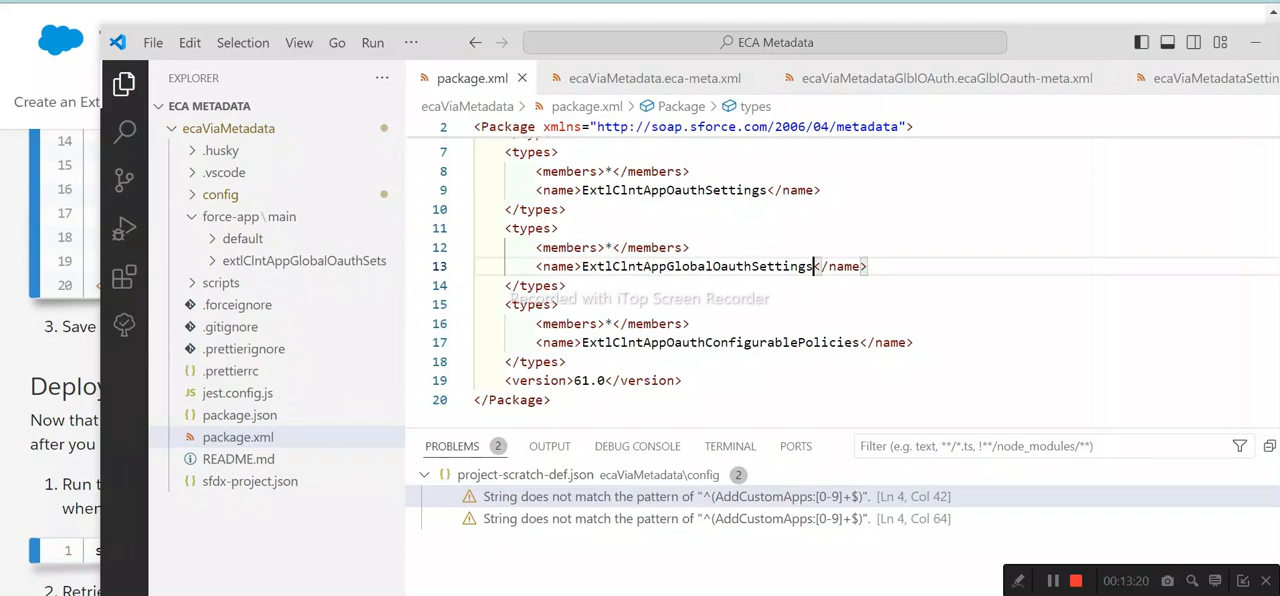 File Edit Selection View Go Run ··· ECA Metadata
Create an Ext
14
15
16
17
18
19
20
3. Save
Deploy
Now that
after you
1. Run t
when
1 s
2. Retrie
EXPLORER ···
ECA METADATA
ecaViaMetadata
.husky
.vscode
config
force-app\main
default
extlClntAppGlobalOauthSets
scripts
.forceignore
.gitignore
.prettierignore
{} .prettierrc
JS jest.config.js
{} package.json
package.xml
README.md
{} sfdx-project.json
package.xml ecaViaMetadata.eca-meta.xml ecaViaMetadataGlblOAuth.ecaGlblOauth-meta.xml ecaViaMetadataSettin
ecaViaMetadata > package.xml > Package > types
2 <Package xmlns="http://soap.sforce.com/2006/04/metadata">
7 <types>
8 <members>*</members>
9 <name>ExtlClntAppOauthSettings</name>
10 </types>
11 <types>
12 <members>*</members>
13 <name>ExtlClntAppGlobalOauthSettings</name>
14 </types>
Recorded with iTop Screen Recorder
15 <types>
16 <members>*</members>
17 <name>ExtlClntAppOauthConfigurablePolicies</name>
18 </types>
19 <version>61.0</version>
20 </Package>
PROBLEMS 2 OUTPUT DEBUG CONSOLE TERMINAL PORTS Filter (e.g. text, **/*.ts, !**/node_modules/**)
{} project-scratch-def.json ecaViaMetadata\config 2
String does not match the pattern of "^(AddCustomApps:[0-9]+$)". [Ln 4, Col 42]
String does not match the pattern of "^(AddCustomApps:[0-9]+$)". [Ln 4, Col 64]
00:13:20